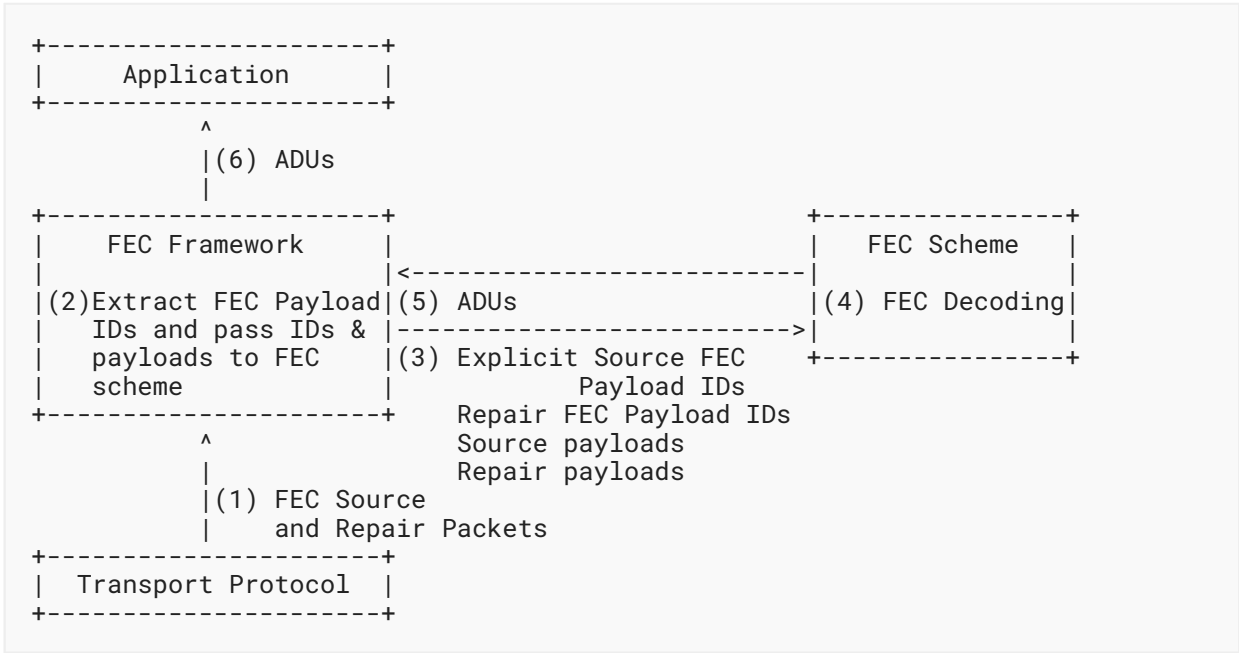 +----------------------+
|      Application      |
+----------------------+
           ^
           |(6) ADUs
           |
+----------------------+                           +----------------+
|    FEC Framework     |                           |   FEC Scheme   |
|                      |<--------------------------|                |
|(2)Extract FEC Payload|(5) ADUs                   |(4) FEC Decoding|
|   IDs and pass IDs & |-------------------------->|                |
|   payloads to FEC    |(3) Explicit Source FEC    +----------------+
|   scheme             |            Payload IDs
+----------------------+    Repair FEC Payload IDs
           ^                Source payloads
           |                Repair payloads
           |(1) FEC Source
           |    and Repair Packets
+----------------------+
|  Transport Protocol  |
+----------------------+